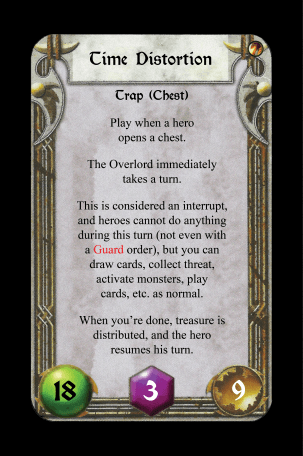 Time Distortion
Trap (Chest)
Play when a hero
opens a chest.
The Overlord immediately
takes a turn.
This is considered an interrupt,
and heroes cannot do anything
during this turn (not even with
a Guard order), but you can
draw cards, collect threat,
activate monsters, play
cards, etc. as normal.
When you're done, treasure is
distributed, and the hero
resumes his turn.
18
3
9